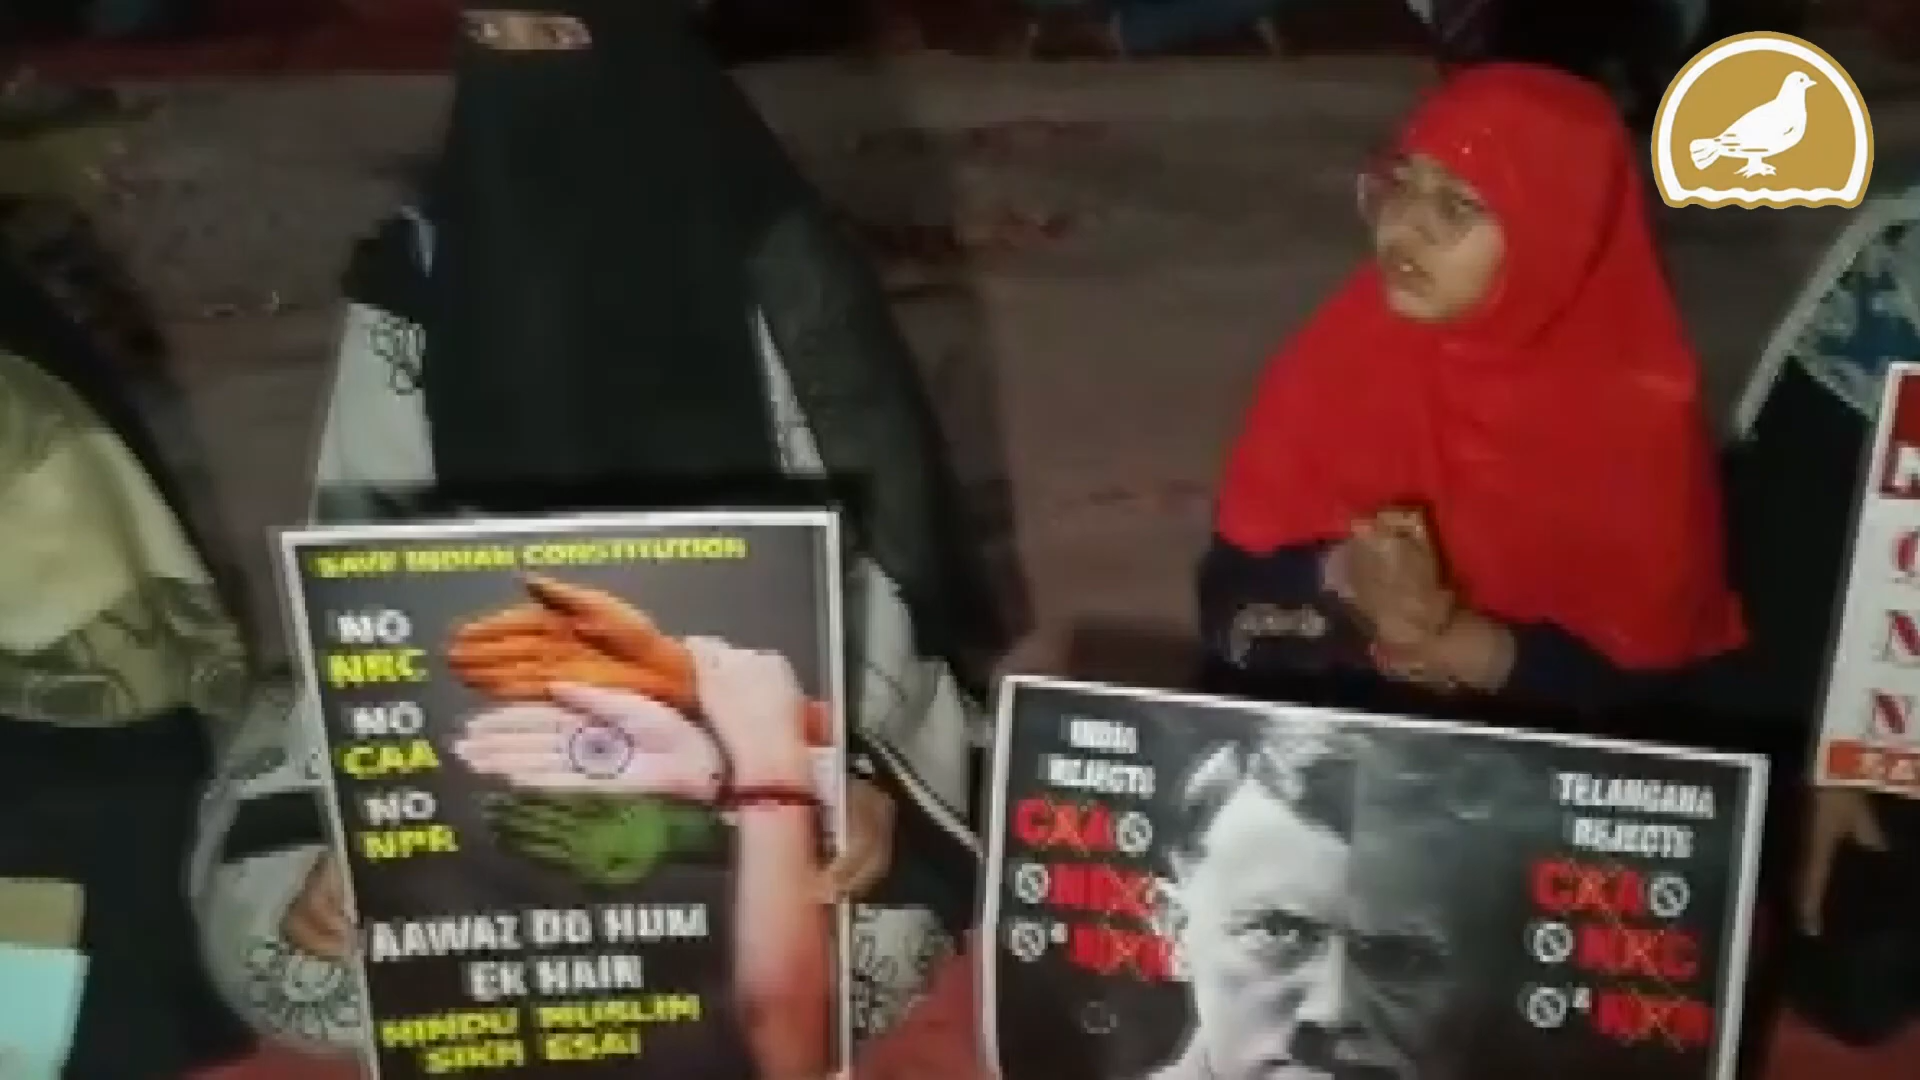 SAVE INDIAN CONSTITUTION
NO
NRC
NO
CAA
NO
NPR
AAWAZ DO HUM
EK HAIN
HINDU MUSLIM
SIKH ESAI
INDIA
REJECTS
CAA
NRC
& NPR
TELANGANA
REJECTS
CAA
NRC
& NPR